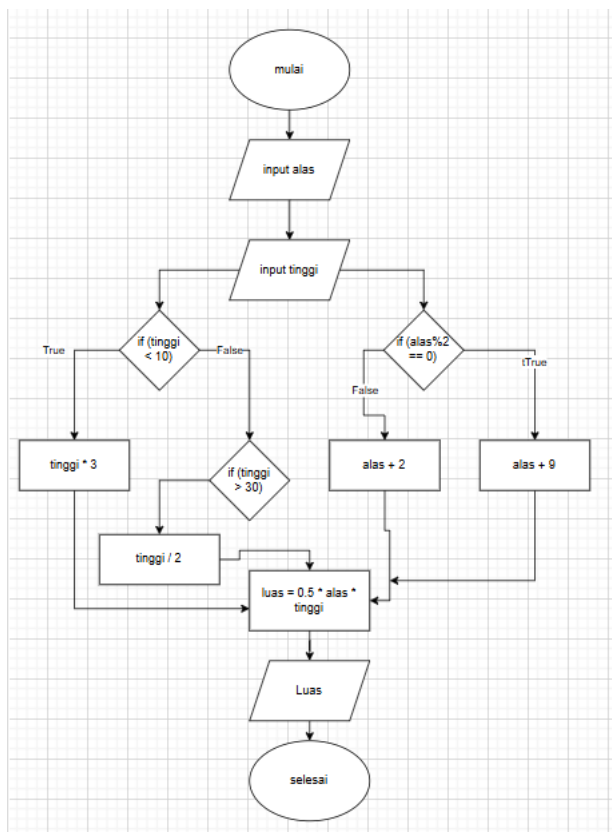 mulai
input alas
input tinggi
if (tinggi
< 10)
True
False
if (alas%2
== 0)
False
tTrue
tinggi * 3
if (tinggi
> 30)
alas + 2
alas + 9
tinggi / 2
luas = 0.5 * alas *
tinggi
Luas
selesai